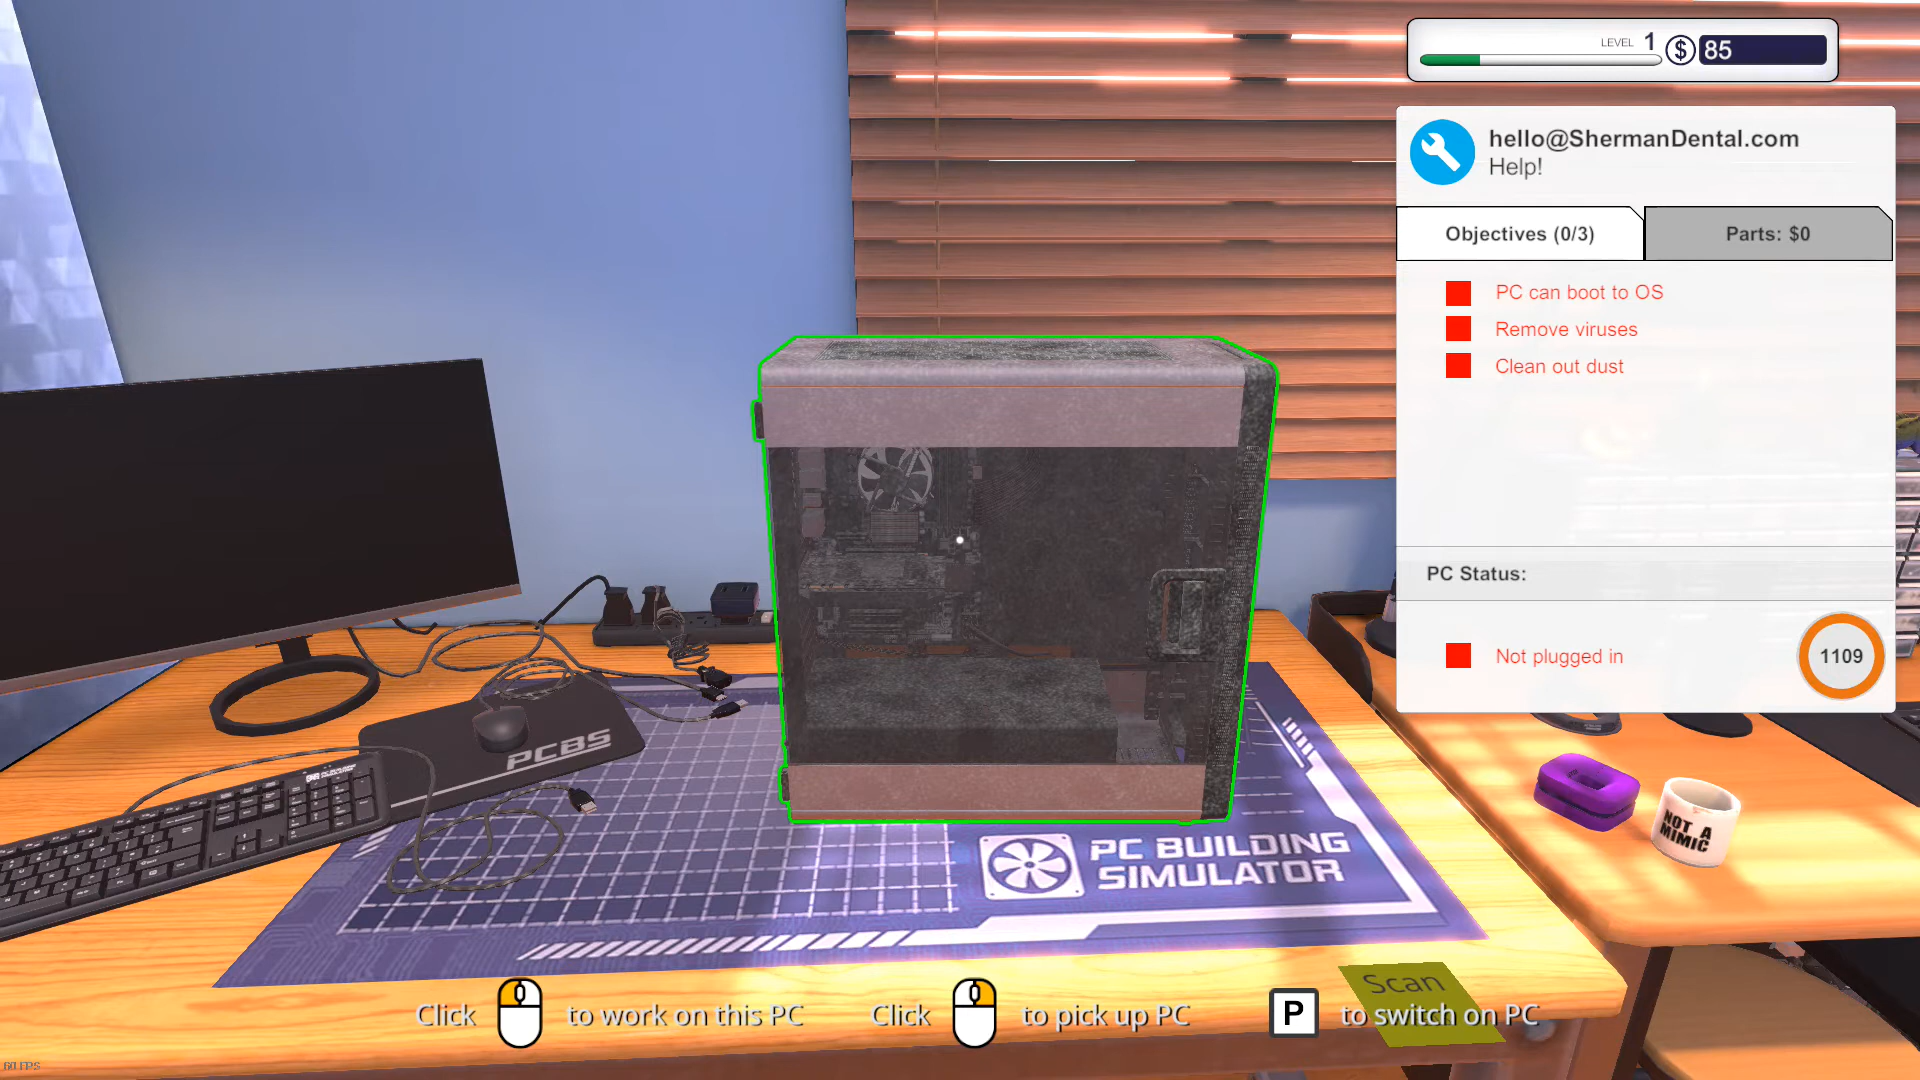 LEVEL 1
$ 85
hello@ShermanDental.com
Help!
Objectives (0/3)
Parts: $0
PC can boot to OS
Remove viruses
Clean out dust
PC Status:
Not plugged in
1109
PCBS
PC BUILDING
SIMULATOR
NOT A
MIMIC
Scan
Click to work on this PC
Click to pick up PC
P to switch on PC
60 FPS